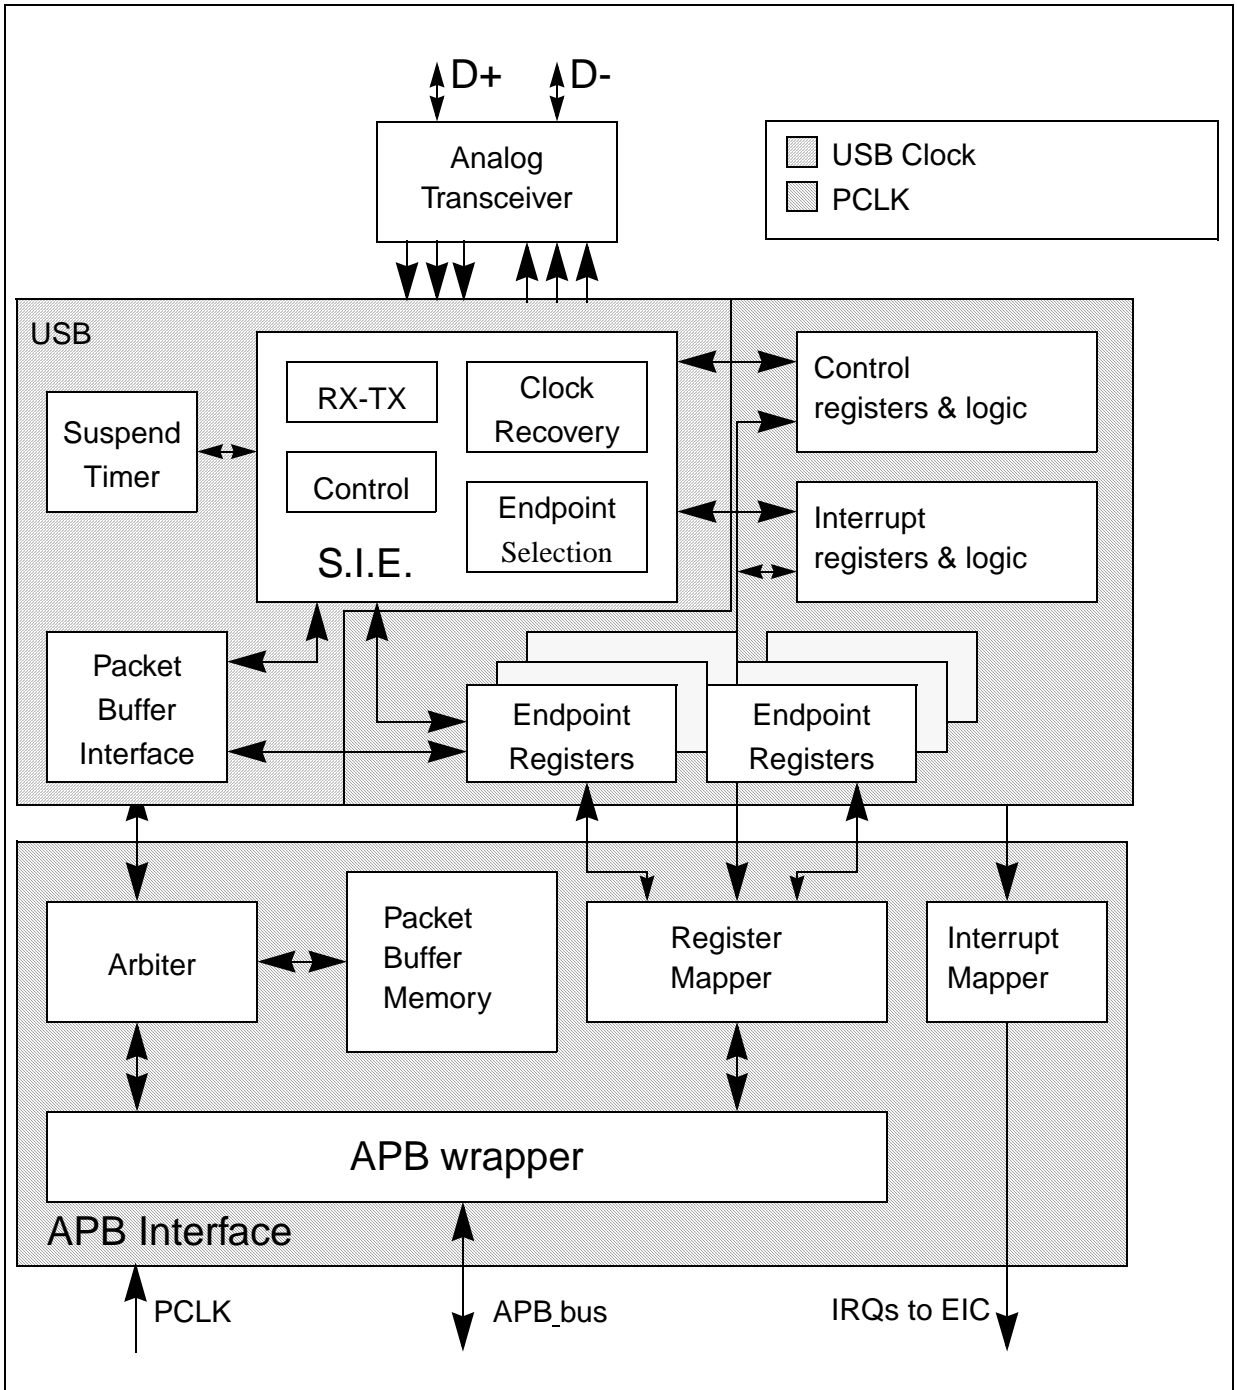 D+ D-
Analog
Transceiver
USB Clock
PCLK
USB
RX-TX
Clock
Recovery
Control
registers & logic
Suspend
Timer
Control
Endpoint
Selection
Interrupt
registers & logic
S.I.E.
Packet
Buffer
Interface
Endpoint
Registers
Endpoint
Registers
Arbiter
Packet
Buffer
Memory
Register
Mapper
Interrupt
Mapper
APB wrapper
APB Interface
PCLK
APB_bus
IRQs to EIC